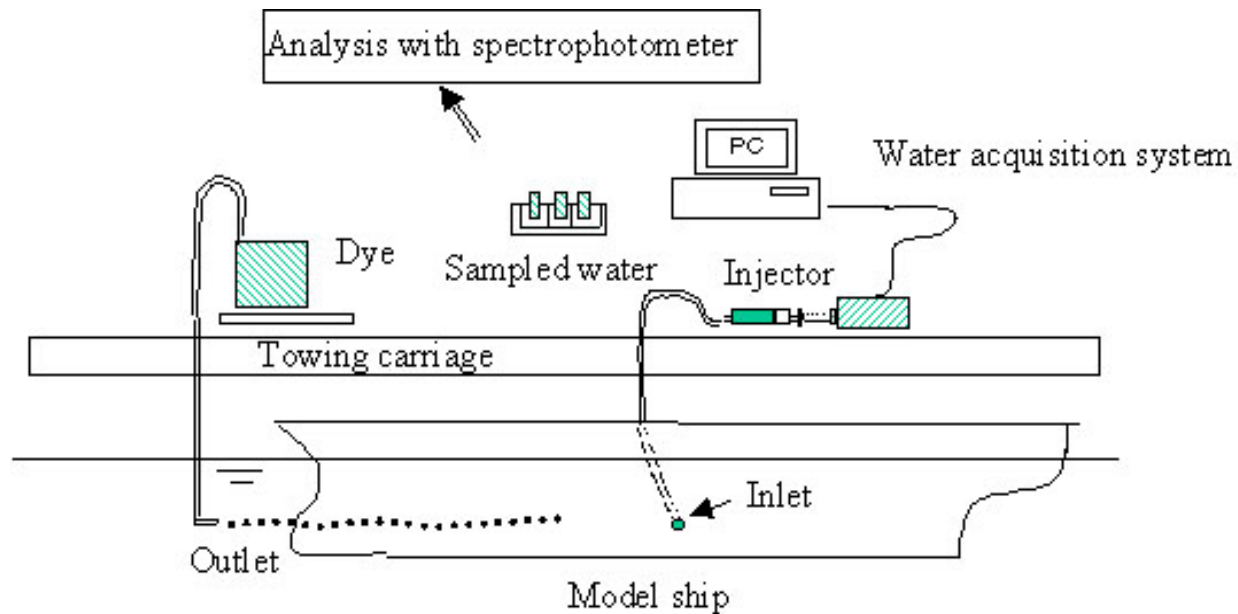 Analysis with spectrophotometer
PC
Water acquisition system
Dye
Sampled water
Injector
Towing carriage
Inlet
Outlet
Model ship